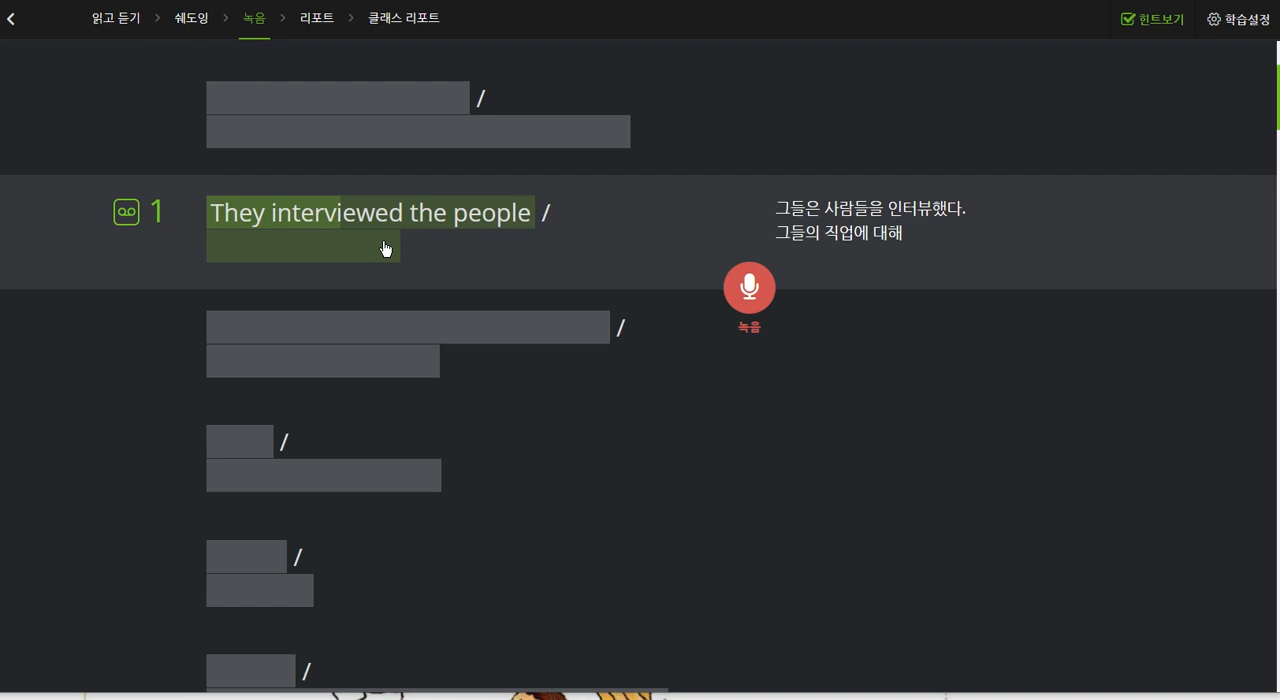 읽고 듣기 > 쉐도잉 > 녹음 > 리포트 > 클래스 리포트
힌트보기
학습설정
/
1
They interviewed the people /
그들은 사람들을 인터뷰했다.
그들의 직업에 대해
녹음
/
/
/
/